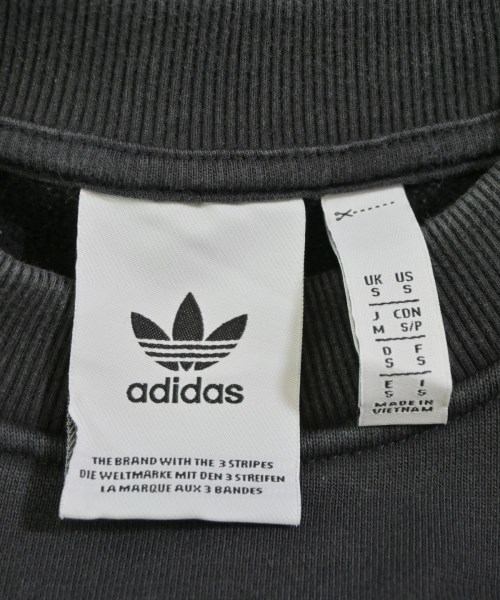 adidas
THE BRAND WITH THE 3 STRIPES
DIE WELTMARKE MIT DEN 3 STREIFEN
LA MARQUE AUX 3 BANDES
UK US
S S
J CDN
M S/P
D F
S S
E I
S S
MADE IN
VIETNAM